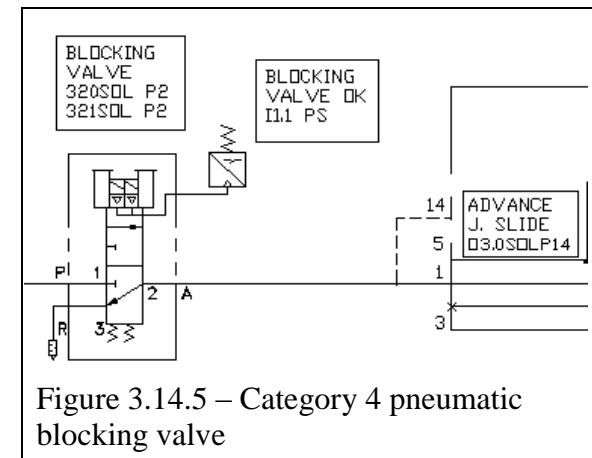 BLOCKING
VALVE
320SOL P2
321SOL P2
BLOCKING
VALVE OK
I1.1 PS
14
ADVANCE
J. SLIDE
O3.0SOLP14
5
P
1
2
A
1
R
3
3
Figure 3.14.5 – Category 4 pneumatic
blocking valve